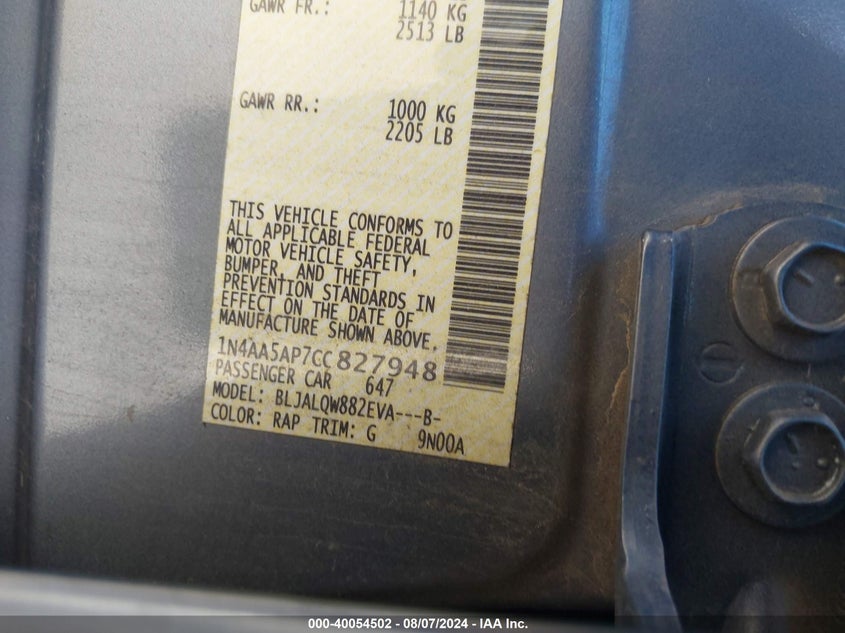 GAWR FR.: 1140 KG
2513 LB
GAWR RR.: 1000 KG
2205 LB
THIS VEHICLE CONFORMS TO
ALL APPLICABLE FEDERAL
MOTOR VEHICLE SAFETY,
BUMPER, AND THEFT
PREVENTION STANDARDS IN
EFFECT ON THE DATE OF
MANUFACTURE SHOWN ABOVE.
1N4AA5AP7CC827948
PASSENGER CAR 647
MODEL: BLJALQW882EVA---B-
COLOR: RAP TRIM: G 9N00A
000-40054502 - 08/07/2024 - IAA Inc.